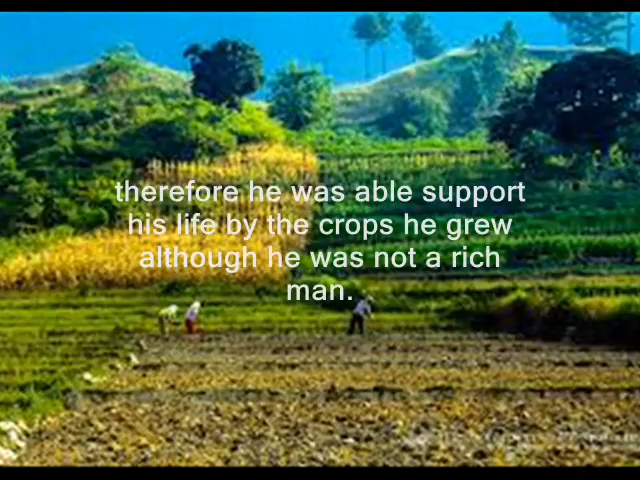 therefore he was able support
his life by the crops he grew
although he was not a rich
man.